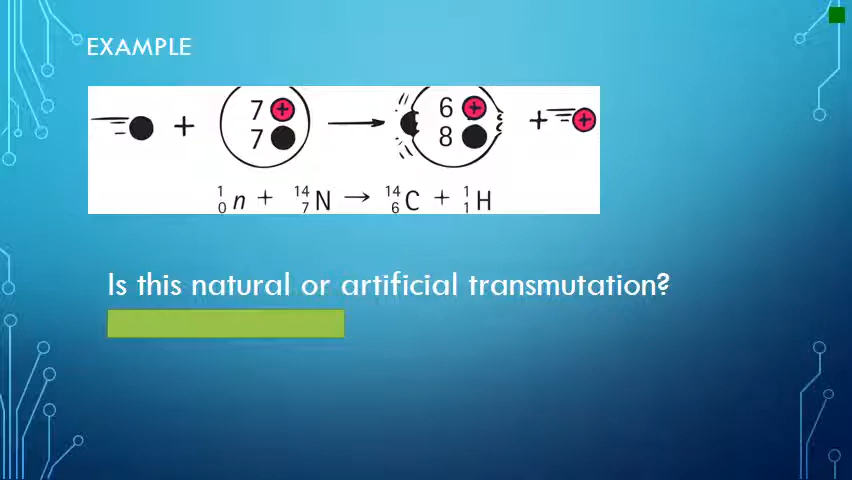 EXAMPLE
+ 7 + → 6 + + +
7 8
¹₀n + ¹⁴₇N → ¹⁴₆C + ¹₁H
Is this natural or artificial transmutation?